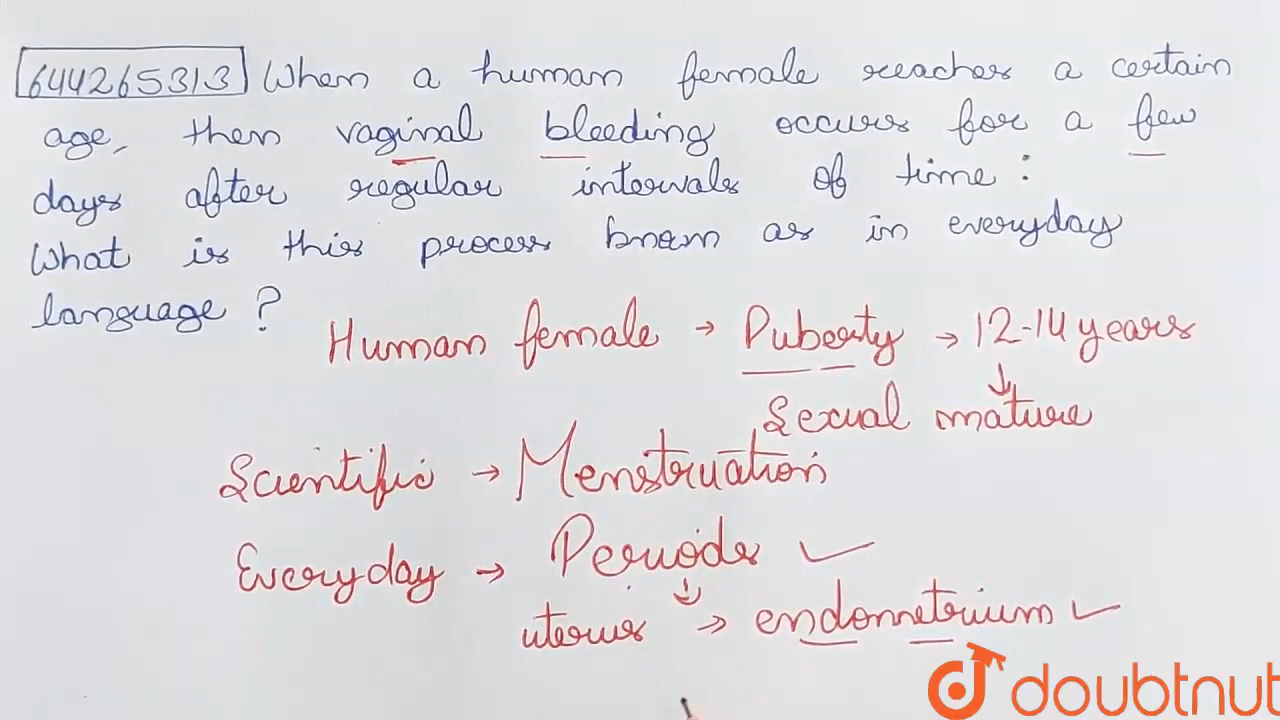 644265313 When a human female reaches a certain
age, then vaginal bleeding occurs for a few
days after regular intervals of time:
What is this process known as in everyday
language?
Human female → Puberty → 12-14 years
↓
Sexual mature
Scientific → Menstruation
Everyday → Periods ✓
↓
uterus → endometrium ✓
doubtnut